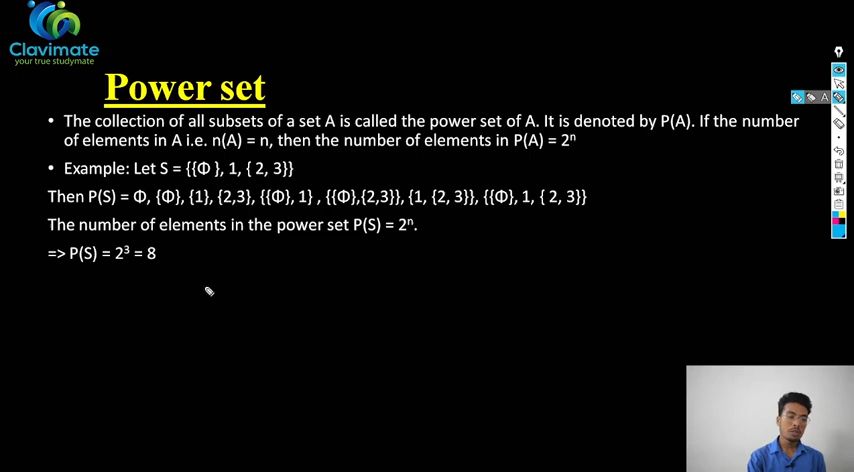 Clavimate
your true studymate
Power set
• The collection of all subsets of a set A is called the power set of A. It is denoted by P(A). If the number
of elements in A i.e. n(A) = n, then the number of elements in P(A) = 2ⁿ
• Example: Let S = {{Φ }, 1, { 2, 3}}
Then P(S) = Φ, {Φ}, {1}, {2,3}, {{Φ}, 1} , {{Φ},{2,3}}, {1, {2, 3}}, {{Φ}, 1, { 2, 3}}
The number of elements in the power set P(S) = 2ⁿ.
=> P(S) = 2³ = 8
A